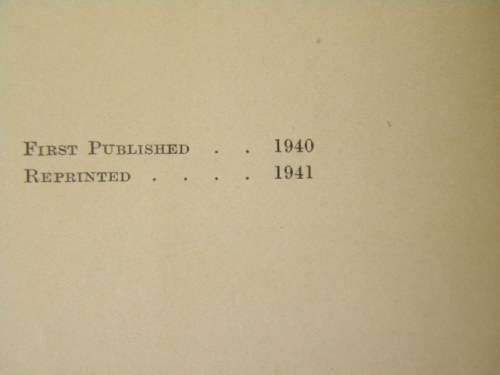 First Published . . 1940
Reprinted . . . . 1941